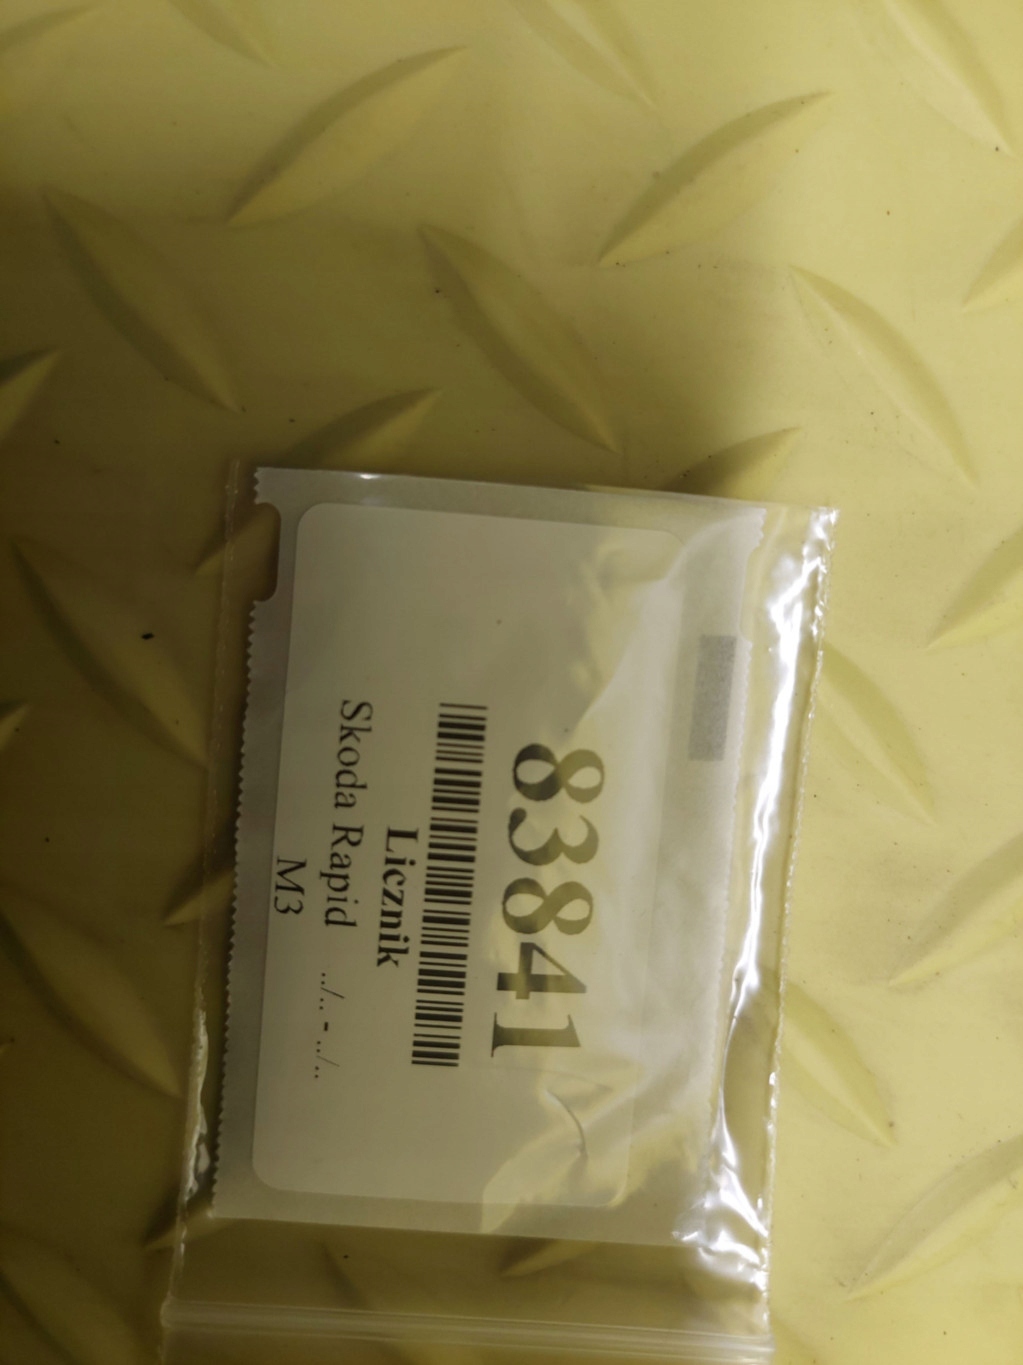 83841
Licznik
Skoda Rapid ../.. - ../..
M3